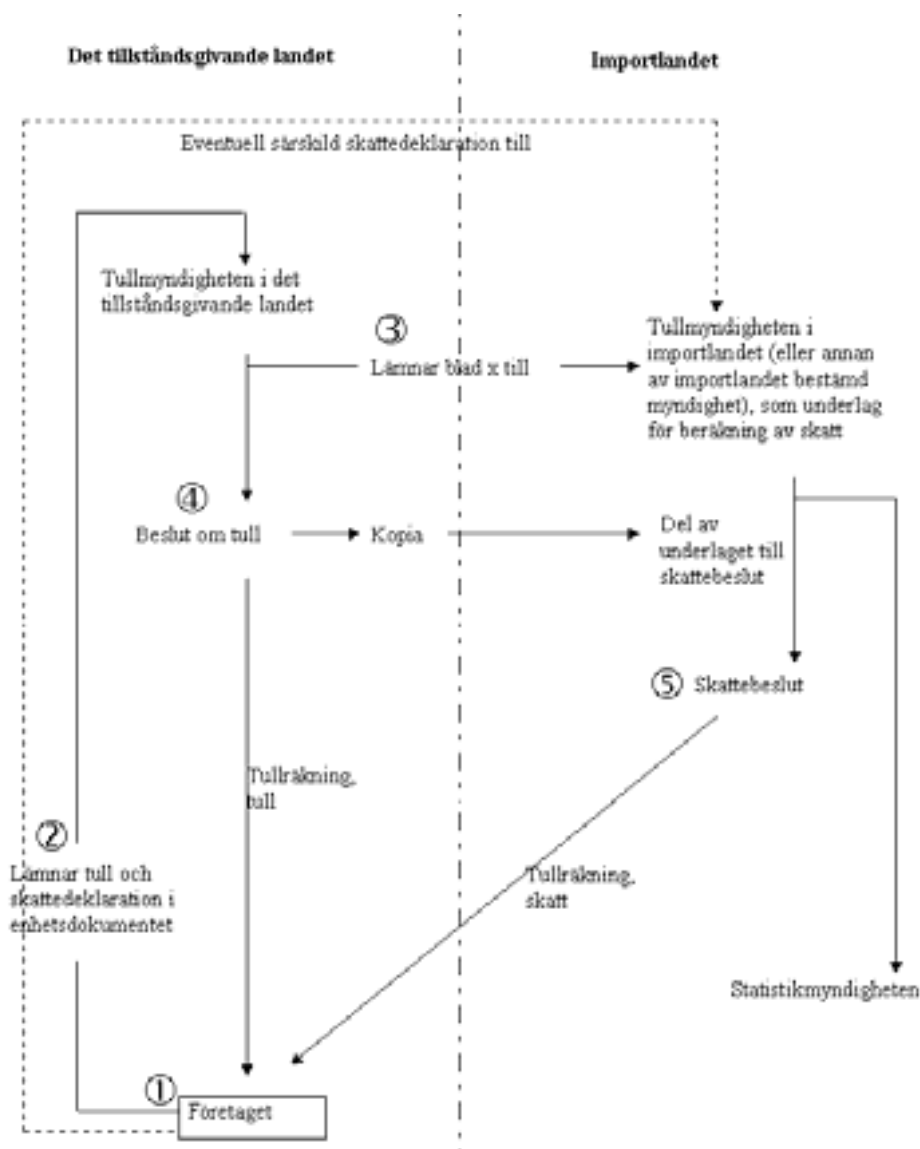 Det tillståndsgivande landet
Importlandet
Eventuell särskild skattedeklaration till
Tullmyndigheten i det
tillståndsgivande landet
③
Lämnar blad x till
Tullmyndigheten i
importlandet (eller annan
av importlandet bestämd
myndighet), som underlag
för beräkning av skatt
④
Beslut om tull
Kopia
Del av
underlaget till
skattebeslut
⑤ Skattebeslut
Tullräkning,
tull
②
Lämnar tull och
skattedeklaration i
enhetsdokumentet
Tullräkning,
skatt
Statistikmyndigheten
①
Företaget